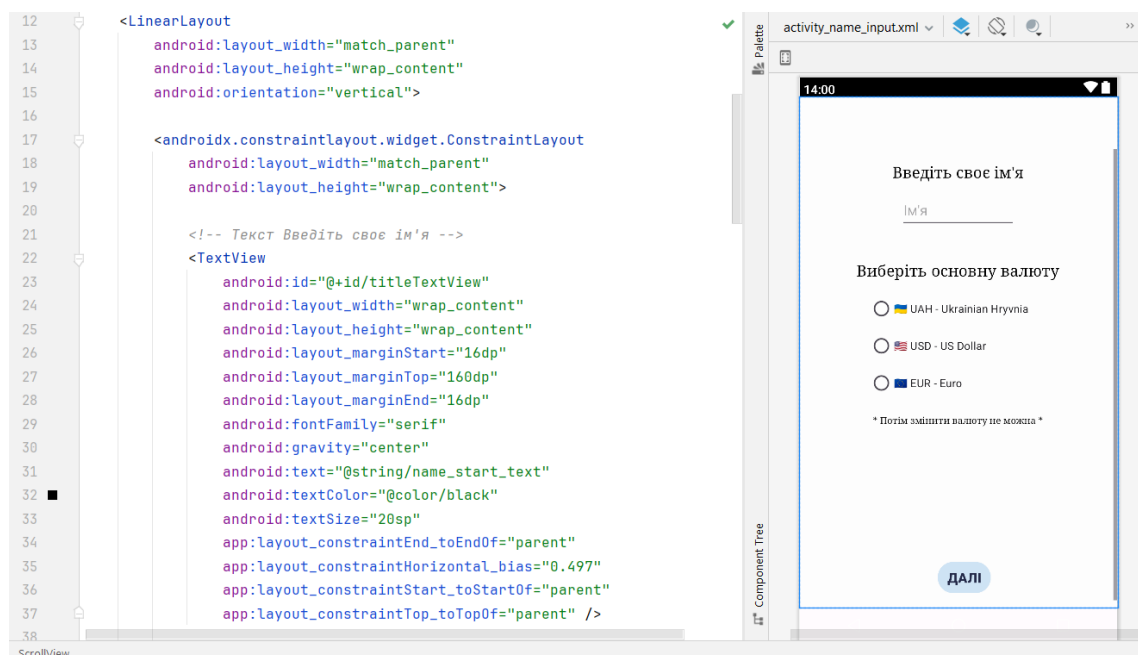 12 <LinearLayout
13 android:layout_width="match_parent"
14 android:layout_height="wrap_content"
15 android:orientation="vertical">
16
17 <androidx.constraintlayout.widget.ConstraintLayout
18 android:layout_width="match_parent"
19 android:layout_height="wrap_content">
20
21 <!-- Текст Введіть своє ім'я -->
22 <TextView
23 android:id="@+id/titleTextView"
24 android:layout_width="wrap_content"
25 android:layout_height="wrap_content"
26 android:layout_marginStart="16dp"
27 android:layout_marginTop="160dp"
28 android:layout_marginEnd="16dp"
29 android:fontFamily="serif"
30 android:gravity="center"
31 android:text="@string/name_start_text"
32 android:textColor="@color/black"
33 android:textSize="20sp"
34 app:layout_constraintEnd_toEndOf="parent"
35 app:layout_constraintHorizontal_bias="0.497"
36 app:layout_constraintStart_toStartOf="parent"
37 app:layout_constraintTop_toTopOf="parent" />
38
ScrollView
Palette
Component Tree
activity_name_input.xml
14:00
Введіть своє ім'я
Ім'я
Виберіть основну валюту
UAH - Ukrainian Hryvnia
USD - US Dollar
EUR - Euro
* Потім змінити валюту не можна *
ДАЛІ